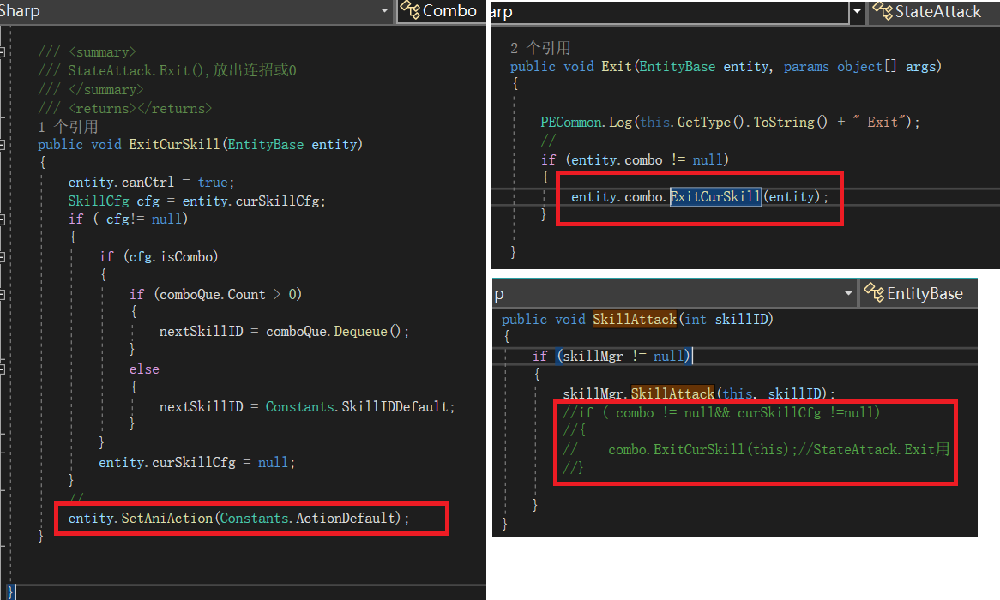 Sharp
Combo
/// <summary>
/// StateAttack.Exit(),放出连招或0
/// </summary>
/// <returns></returns>
1 个引用
public void ExitCurSkill(EntityBase entity)
{
entity.canCtrl = true;
SkillCfg cfg = entity.curSkillCfg;
if ( cfg!= null)
{
if (cfg.isCombo)
{
if (comboQue.Count > 0)
{
nextSkillID = comboQue.Dequeue();
}
else
{
nextSkillID = Constants.SkillIDDefault;
}
}
entity.curSkillCfg = null;
}
//
entity.SetAniAction(Constants.ActionDefault);
}
}
arp
StateAttack
2 个引用
public void Exit(EntityBase entity, params object[] args)
{
PECommon.Log(this.GetType().ToString() + " Exit");
//
if (entity.combo != null)
{
entity.combo.ExitCurSkill(entity);
}
}
rp
EntityBase
public void SkillAttack(int skillID)
{
if (skillMgr != null)
{
skillMgr.SkillAttack(this, skillID);
//if ( combo != null&& curSkillCfg !=null)
//{
// combo.ExitCurSkill(this);//StateAttack.Exit用
//}
}
}